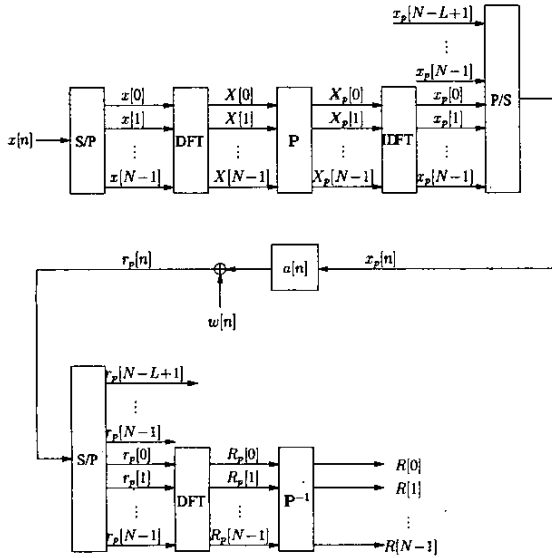 x_p[N−L+1]
⋮
x_p[N−1]
x[0] X[0] X_p[0] x_p[0]
P/S
x[1] X[1] X_p[1] x_p[1]
x[n] S/P DFT P IDFT
⋮ ⋮ ⋮ ⋮
x[N−1] X[N−1] X_p[N−1] x_p[N−1]
r_p[n] ⊕ a[n] x_p[n]
w[n]
r_p[N−L+1]
⋮
r_p[N−1]
S/P r_p[0] R_p[0] R[0]
r_p[1] R_p[1] R[1]
DFT P⁻¹
⋮ ⋮ ⋮
r_p[N−1] R_p[N−1] R[N−1]